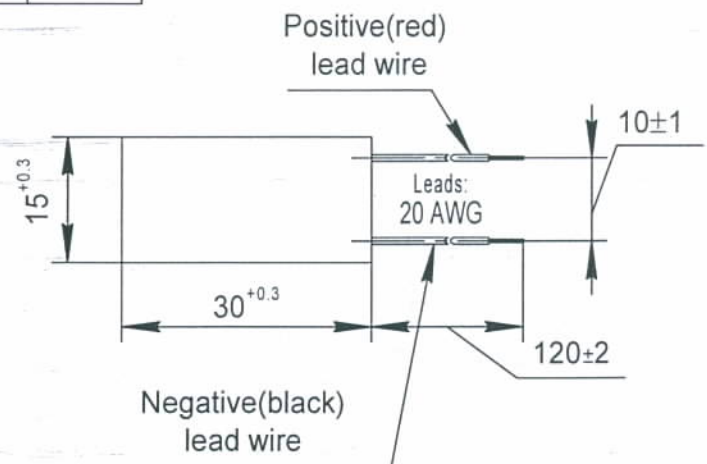 Positive(red)
lead wire
10±1
15+0.3
Leads:
20 AWG
30+0.3
120±2
Negative(black)
lead wire